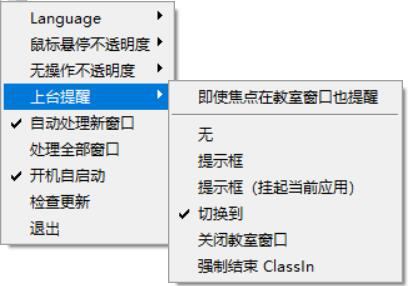 Language
鼠标悬停不透明度
无操作不透明度
上台提醒
自动处理新窗口
处理全部窗口
开机自启动
检查更新
退出
即使焦点在教室窗口也提醒
无
提示框
提示框（挂起当前应用）
切换到
关闭教室窗口
强制结束 ClassIn